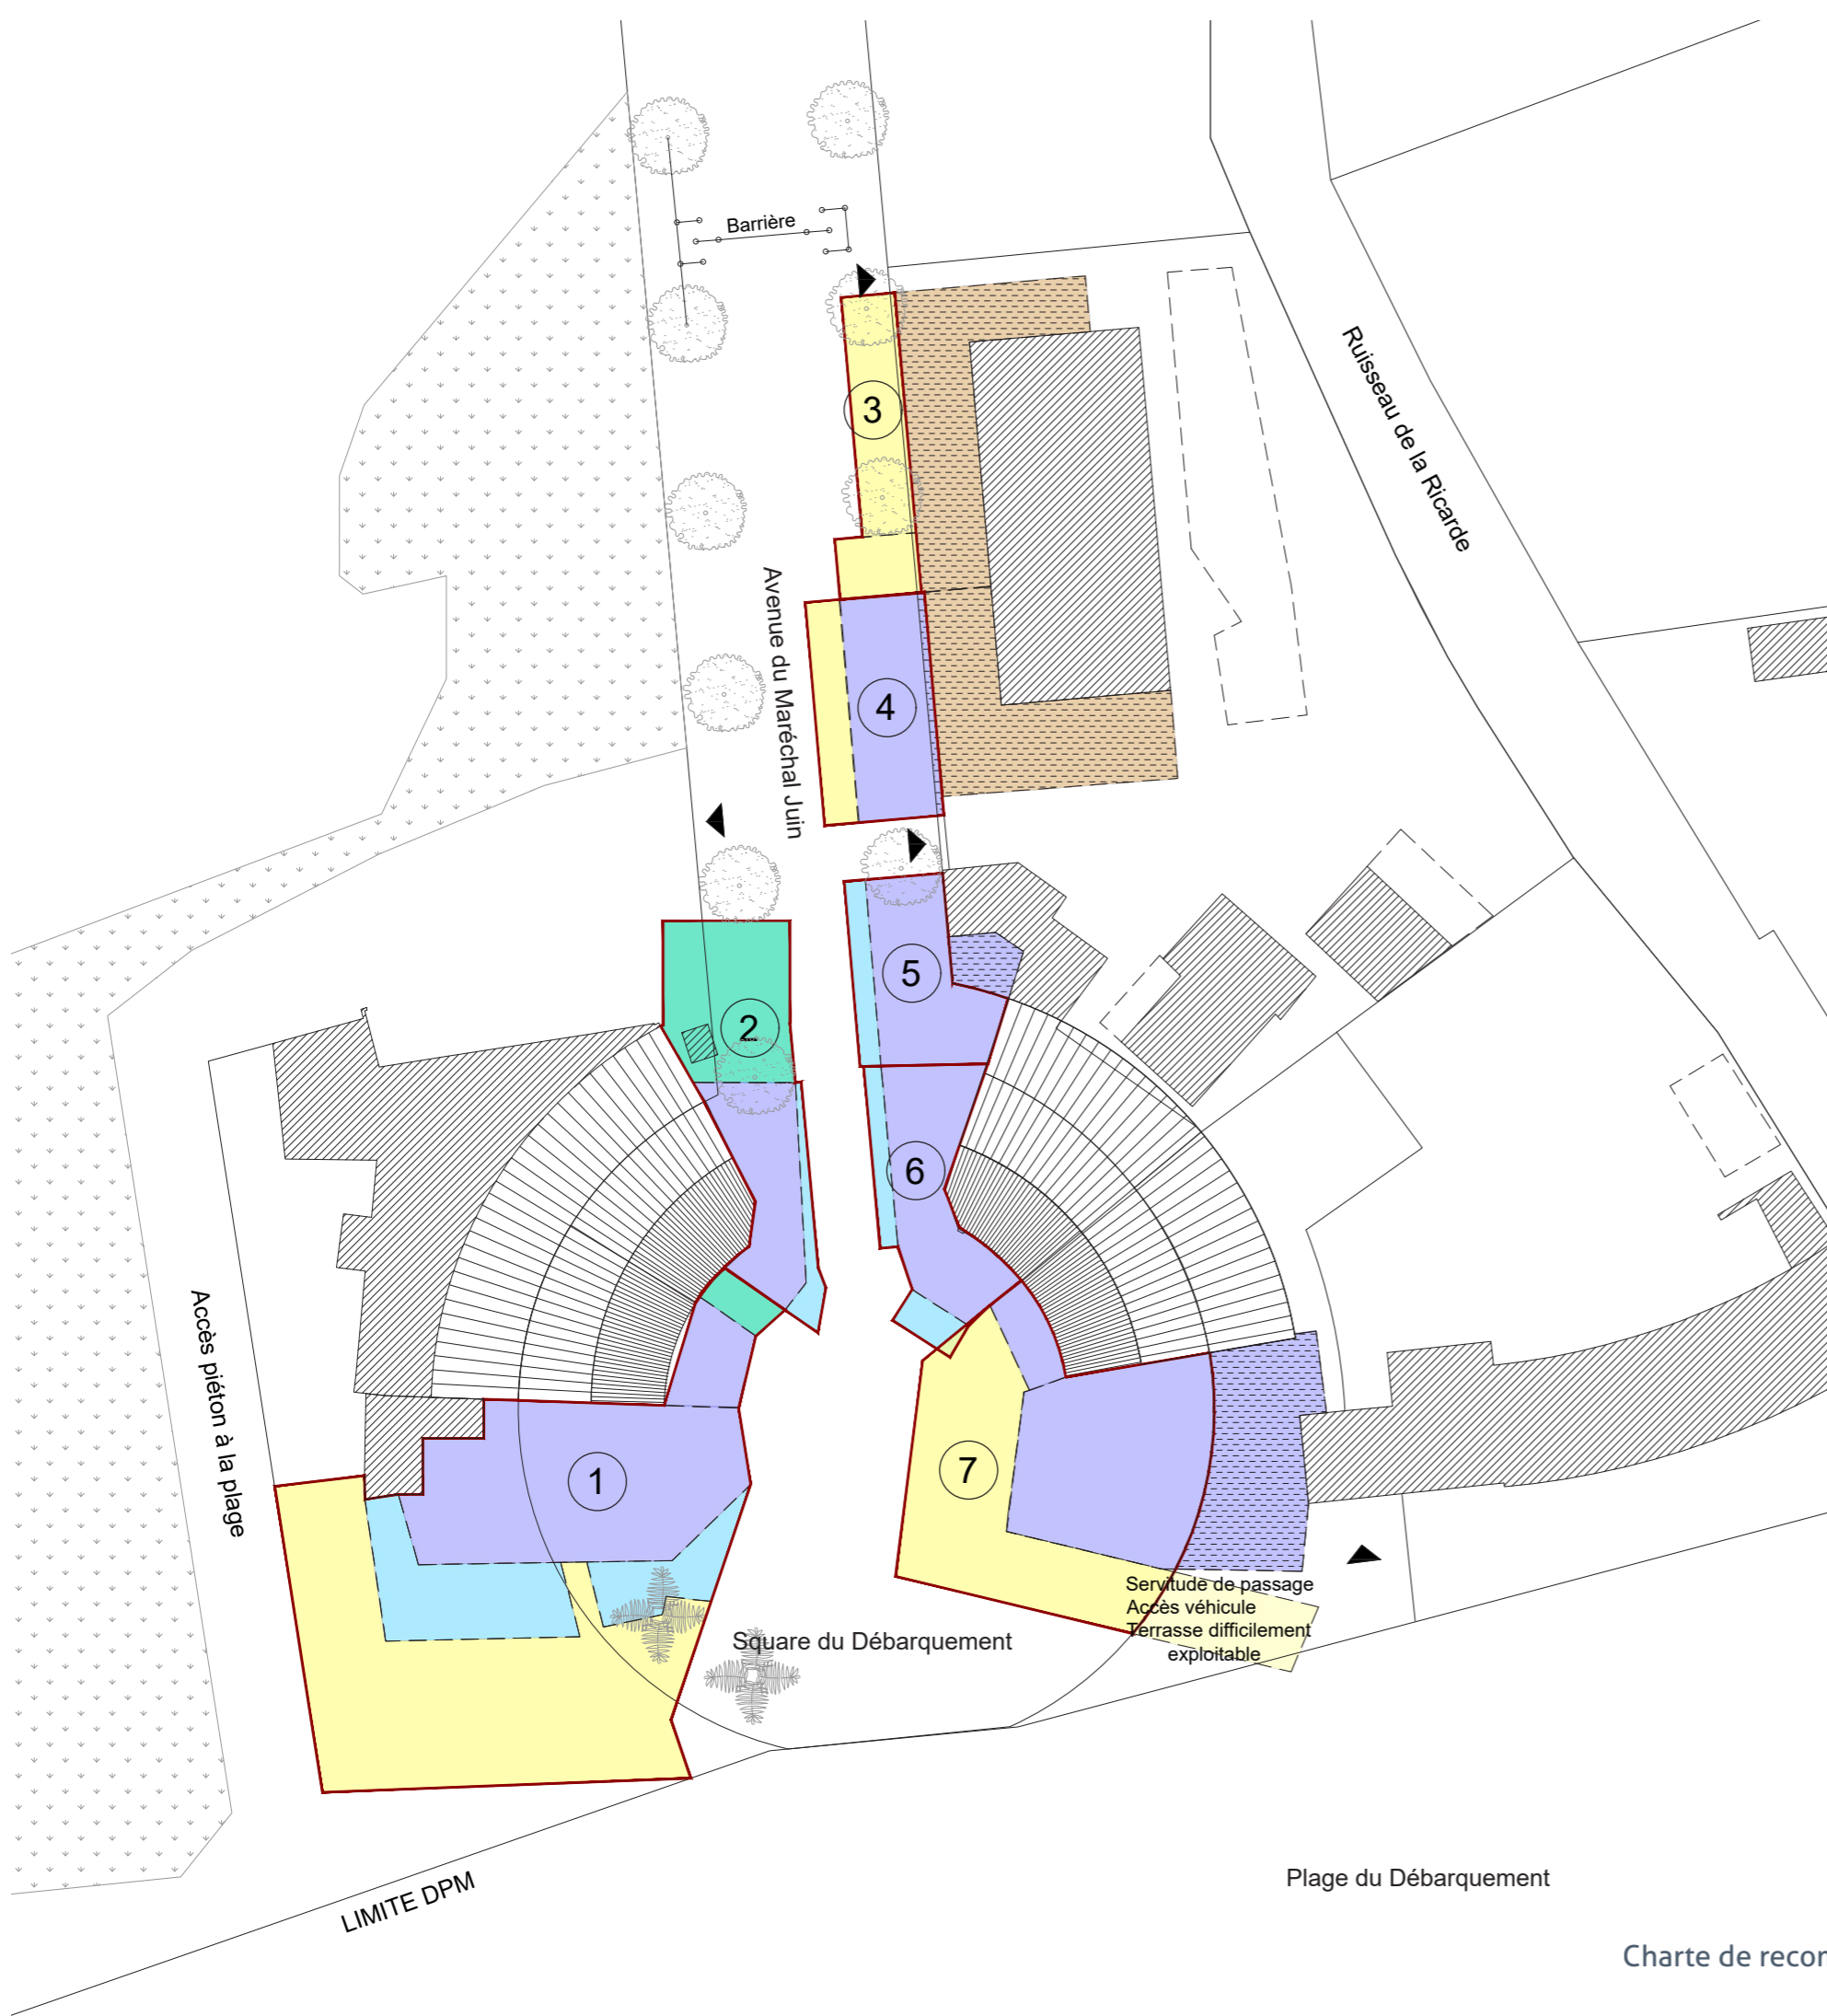 Barrière
Ruisseau de la Ricarde
3
Avenue du Maréchal Juin
4
5
2
6
Accès piéton à la plage
1
7
Servitude de passage
Accès véhicule
Terrasse difficilement
exploitable
Square du Débarquement
Plage du Débarquement
LIMITE DPM
Charte de recor